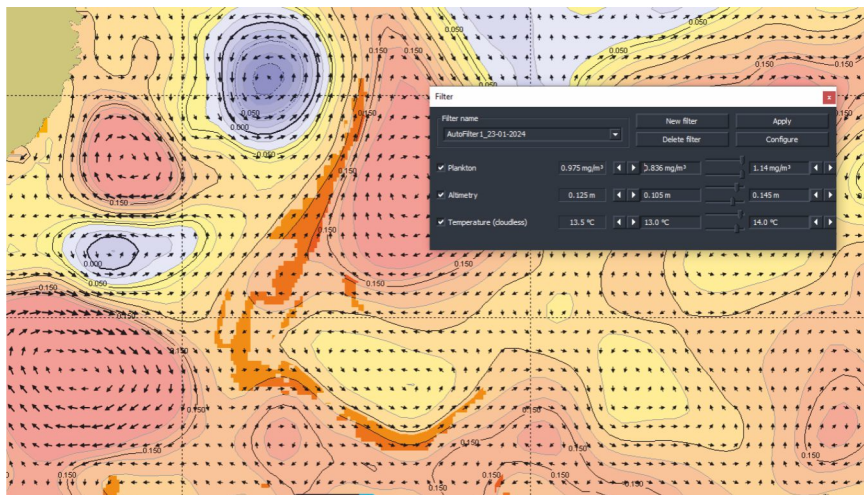 0.150
0.050
0.050
0.050
0.050
0.000
0.150
0.150
0.150
0.150
0.150
0.000
0.050
0.150
0.150
0.150
0.150
0.150
0.150
0.150
0.150
0.150
0.150
0.150
0.150
Filter
x
Filter name
AutoFilter1_23-01-2024
New filter
Apply
Delete filter
Configure
Plankton
0.975 mg/m³
0.836 mg/m³
1.14 mg/m³
Altimetry
0.125 m
0.105 m
0.145 m
Temperature (cloudless)
13.5 °C
13.0 °C
14.0 °C